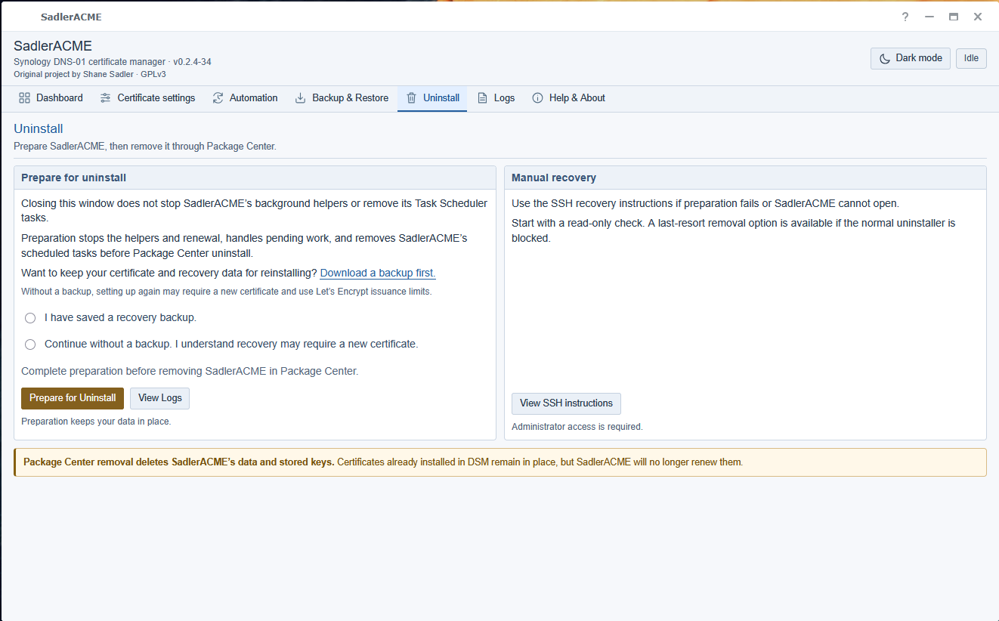 SadlerACME
?
SadlerACME
Synology DNS-01 certificate manager · v0.2.4-34
Original project by Shane Sadler · GPLv3
Dark mode
Idle
Dashboard
Certificate settings
Automation
Backup & Restore
Uninstall
Logs
Help & About
Uninstall
Prepare SadlerACME, then remove it through Package Center.
Prepare for uninstall
Closing this window does not stop SadlerACME’s background helpers or remove its Task Scheduler
tasks.
Preparation stops the helpers and renewal, handles pending work, and removes SadlerACME’s
scheduled tasks before Package Center uninstall.
Want to keep your certificate and recovery data for reinstalling? Download a backup first.
Without a backup, setting up again may require a new certificate and use Let’s Encrypt issuance limits.
I have saved a recovery backup.
Continue without a backup. I understand recovery may require a new certificate.
Complete preparation before removing SadlerACME in Package Center.
Prepare for Uninstall
View Logs
Preparation keeps your data in place.
Manual recovery
Use the SSH recovery instructions if preparation fails or SadlerACME cannot open.
Start with a read-only check. A last-resort removal option is available if the normal uninstaller is
blocked.
View SSH instructions
Administrator access is required.
Package Center removal deletes SadlerACME’s data and stored keys. Certificates already installed in DSM remain in place, but SadlerACME will no longer renew them.